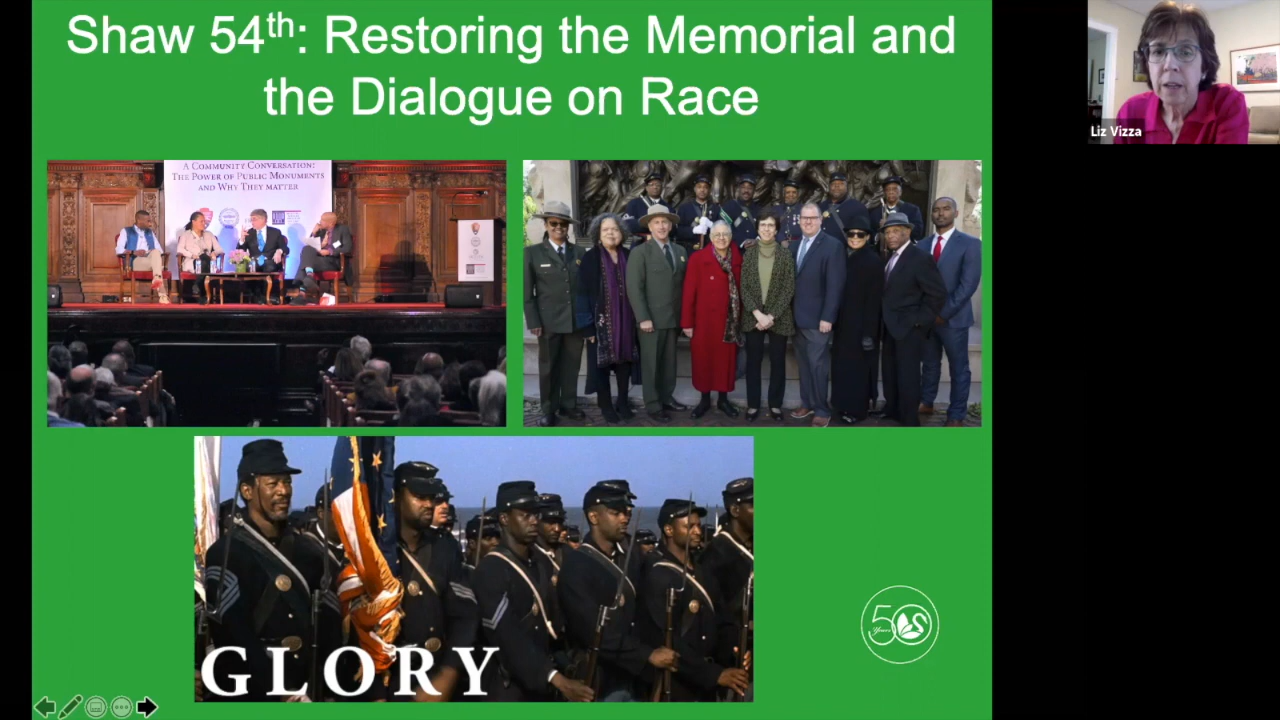 Shaw 54th: Restoring the Memorial and
the Dialogue on Race
Liz Vizza
A COMMUNITY CONVERSATION:
THE POWER OF PUBLIC MONUMENTS
AND WHY THEY MATTER
GLORY
50
Years